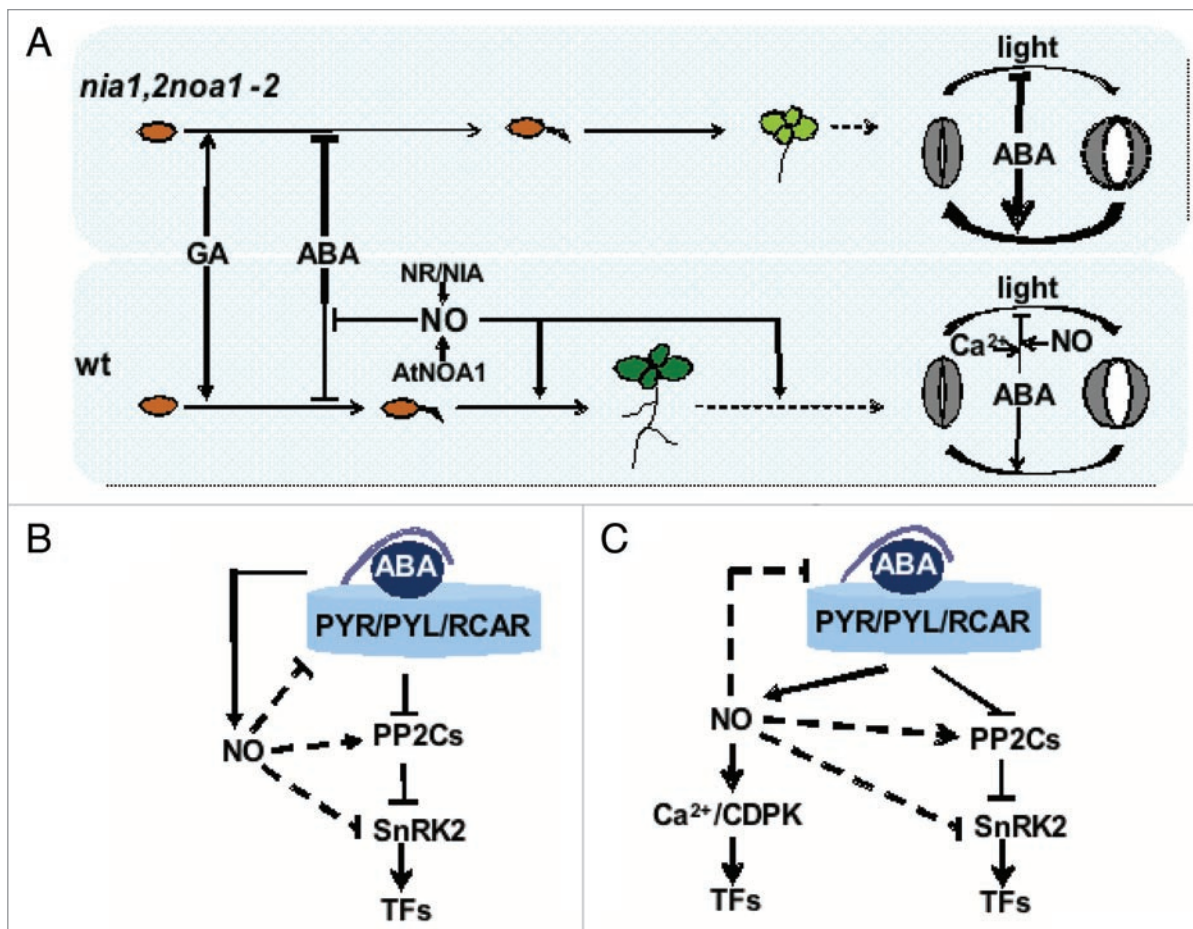 A
light
nia1,2noa1-2
ABA
GA
ABA
NR/NIA
NO
AtNOA1
wt
light
Ca²⁺
NO
ABA
B
ABA
PYR/PYL/RCAR
NO
PP2Cs
SnRK2
TFs
C
ABA
PYR/PYL/RCAR
NO
PP2Cs
Ca²⁺/CDPK
SnRK2
TFs
TFs